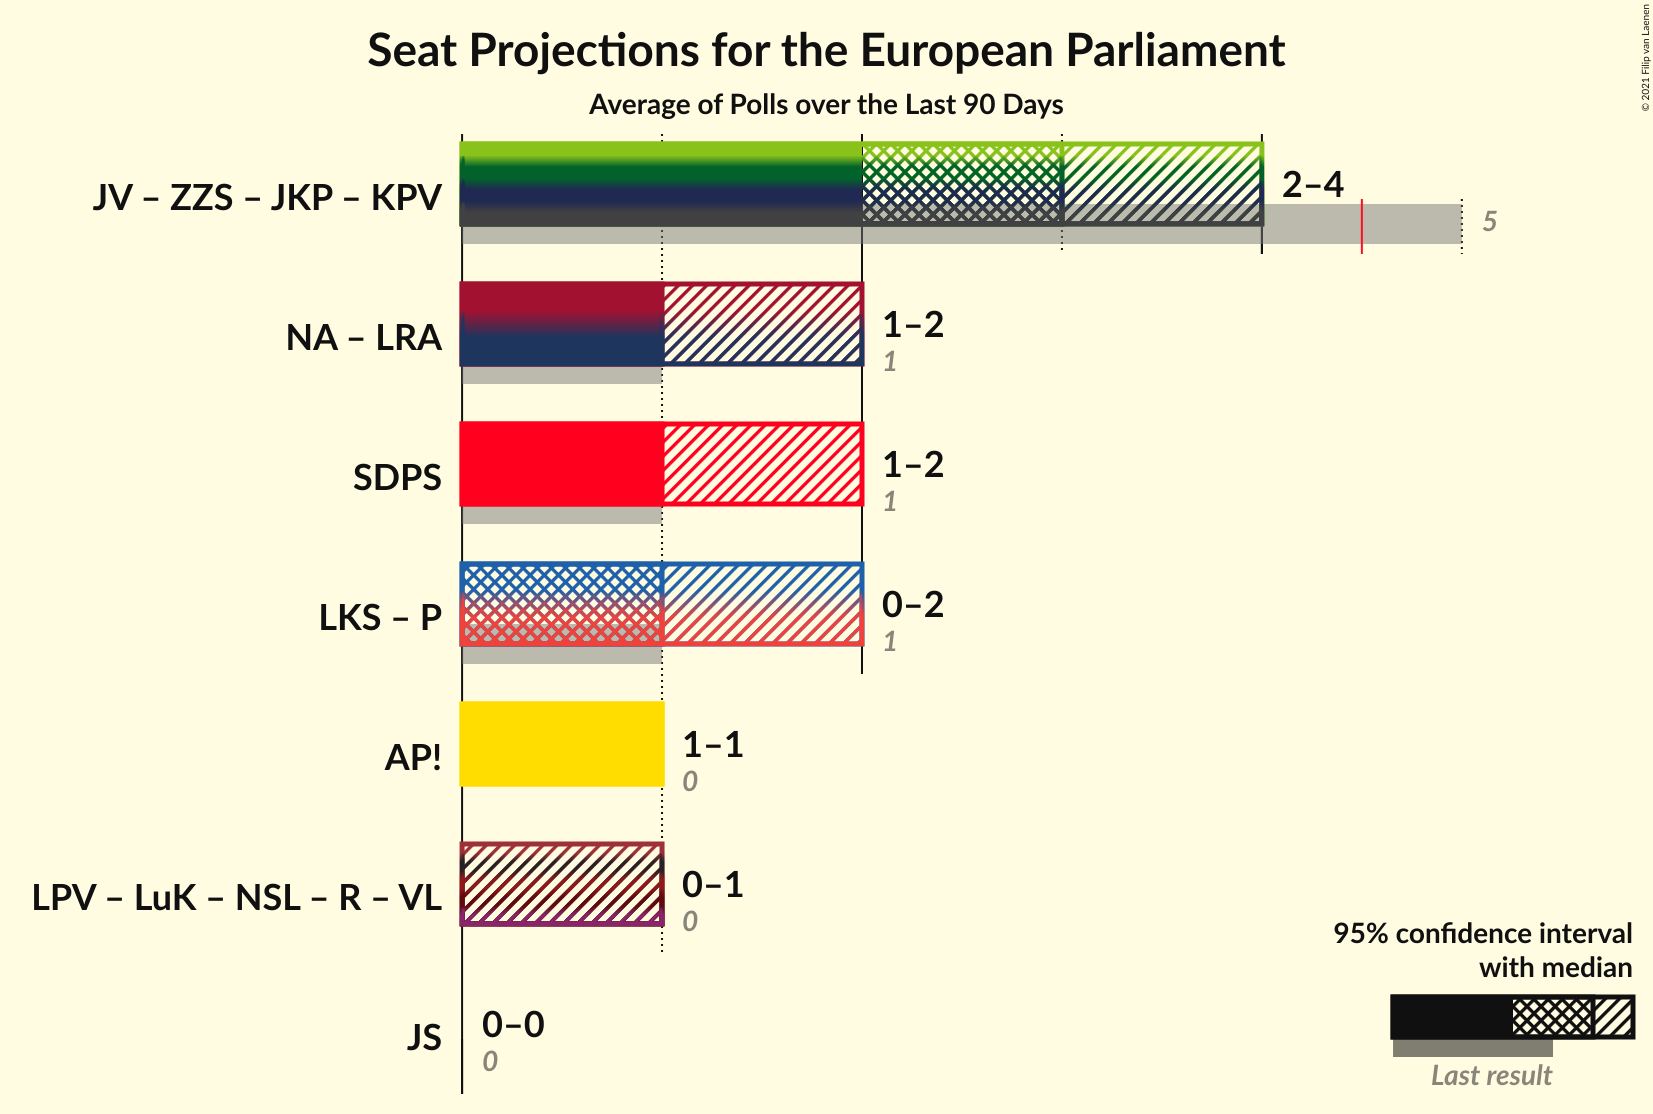 Seat Projections for the European Parliament
Average of Polls over the Last 90 Days
© 2021 Filip van Laenen
JV – ZZS – JKP – KPV
2–4
5
NA – LRA
1–2
1
SDPS
1–2
1
LKS – P
0–2
1
AP!
1–1
0
LPV – LuK – NSL – R – VL
0–1
0
JS
0–0
0
95% confidence interval
with median
Last result